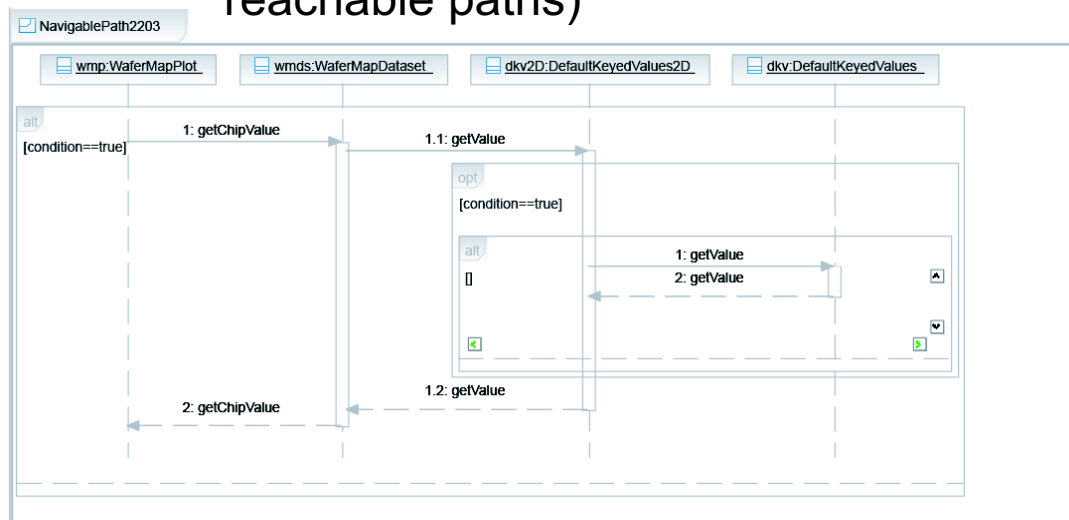 reachable paths)
NavigablePath2203
wmp:WaferMapPlot
wmds:WaferMapDataset
dkv2D:DefaultKeyedValues2D
dkv:DefaultKeyedValues
alt
1: getChipValue
[condition==true]
1.1: getValue
opt
[condition==true]
alt
1: getValue
[]
2: getValue
1.2: getValue
2: getChipValue